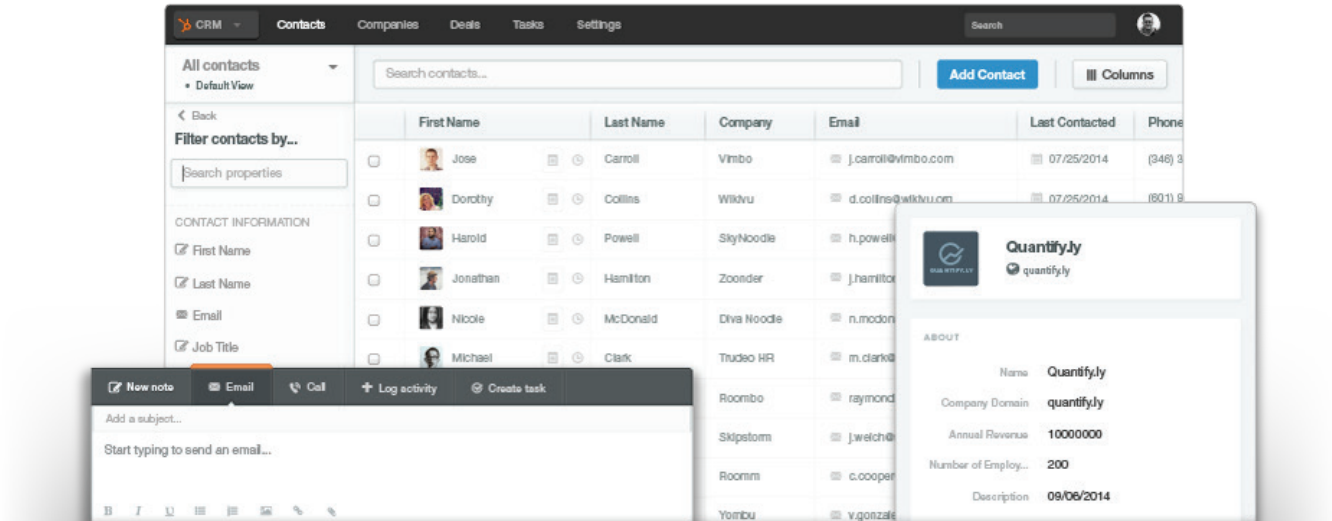 CRM Contacts Companies Deals Tasks Settings Search
All contacts
• Default View
Search contacts...
Add Contact
Columns
Back
Filter contacts by...
Search properties
CONTACT INFORMATION
First Name
Last Name
Email
Job Title
First Name Last Name Company Email Last Contacted Phone
Jose Carroll Vimbo j.carroll@vimbo.com 07/25/2014 (346) 3
Dorothy Collins Wikivu d.collins@wikivu.org 07/25/2014 (601) 9
Harold Powell SkyNoodle h.powell
Jonathan Hamilton Zoonder j.hamilton
Nicole McDonald Diva Noodle n.mcdon
Michael Clark Trudeo HR m.clark@
Roombo raymond
Skipstorm j.welch@
Roomm c.cooper
Yombu v.gonzale
New note Email Call Log activity Create task
Add a subject...
Start typing to send an email...
B I U
QUANTIFY.LY
Quantify.ly
quantify.ly
ABOUT
Name Quantify.ly
Company Domain quantify.ly
Annual Revenue 10000000
Number of Employ... 200
Description 09/06/2014